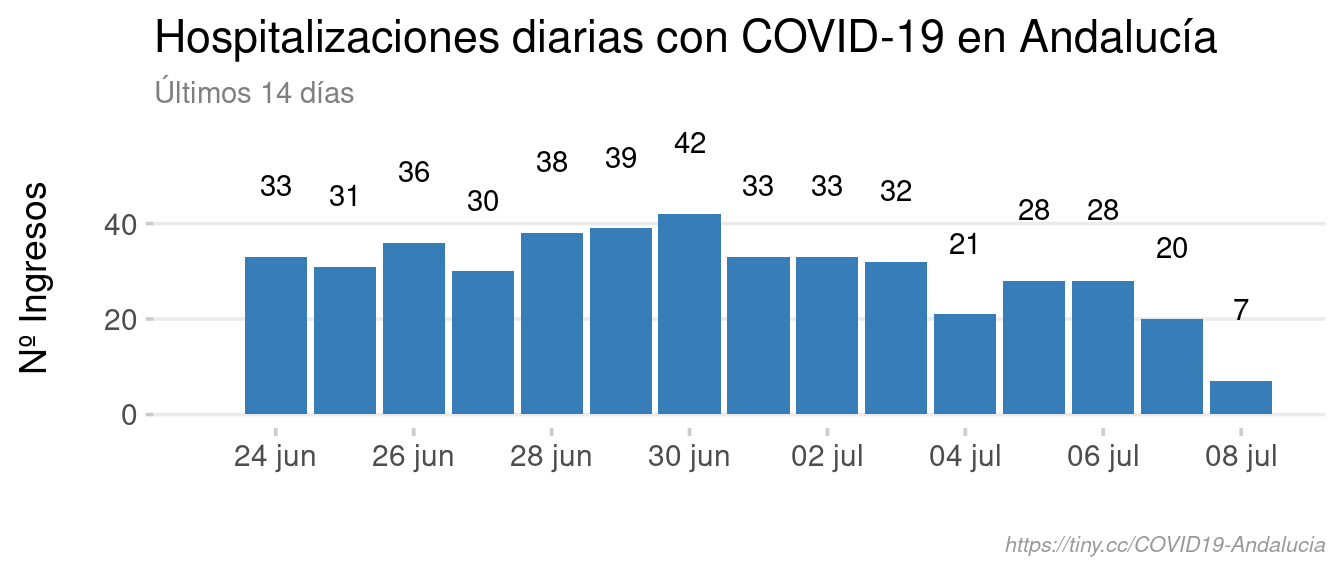 Hospitalizaciones diarias con COVID-19 en Andalucía
Últimos 14 días
Nº Ingresos
42
38 39
33 31 36 30 33 33 32
28 28
21 20
7
40
20
0
24 jun 26 jun 28 jun 30 jun 02 jul 04 jul 06 jul 08 jul
https://tiny.cc/COVID19-Andalucia